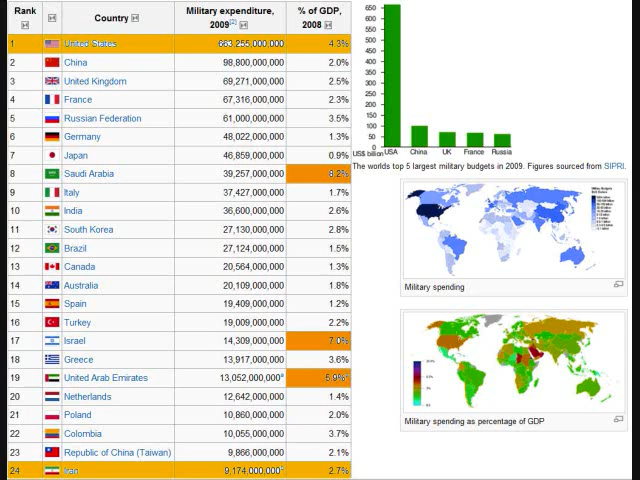 Rank Country Military expenditure, 2009[2] % of GDP, 2008
1 United States 663,255,000,000 4.3%
2 China 98,800,000,000 2.0%
3 United Kingdom 69,271,000,000 2.5%
4 France 67,316,000,000 2.3%
5 Russian Federation 61,000,000,000 3.5%
6 Germany 48,022,000,000 1.3%
7 Japan 46,859,000,000 0.9%
8 Saudi Arabia 39,257,000,000 8.2%
9 Italy 37,427,000,000 1.7%
10 India 36,600,000,000 2.6%
11 South Korea 27,130,000,000 2.8%
12 Brazil 27,124,000,000 1.5%
13 Canada 20,564,000,000 1.3%
14 Australia 20,109,000,000 1.8%
15 Spain 19,409,000,000 1.2%
16 Turkey 19,009,000,000 2.2%
17 Israel 14,309,000,000 7.0%
18 Greece 13,917,000,000 3.6%
19 United Arab Emirates 13,052,000,000 5.9%
20 Netherlands 12,642,000,000 1.4%
21 Poland 10,860,000,000 2.0%
22 Colombia 10,055,000,000 3.7%
23 Republic of China (Taiwan) 9,866,000,000 2.1%
24 Iran 9,174,000,000 2.7%
650
600
550
500
450
400
350
300
250
200
150
100
50
0
US$ billion USA China UK France Russia
The worlds top 5 largest military budgets in 2009. Figures sourced from SIPRI.
Military spending
Military spending as percentage of GDP